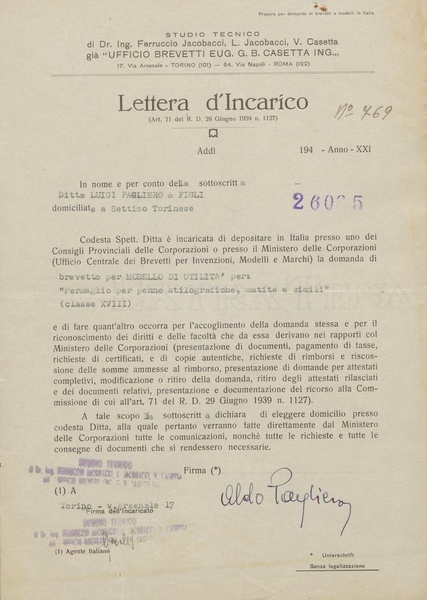 Procura per domande di brevetti o modelli in Italia.
STUDIO TECNICO
di Dr. Ing. Ferruccio Jacobacci, L. Jacobacci, V. Casetta
già "UFFICIO BREVETTI EUG. G. B. CASETTA ING.,,
17, Via Arsenale - TORINO (101) — 64, Via Napoli - ROMA (122)
Lettera d'Incarico
Nº 769
(Art. 71 del R. D. 29 Giugno 1939 n. 1127)
Addì 194 - Anno - XXI
In nome e per conto della sottoscritta
Ditta LUIGI PAGLIERO & FIGLI
domiciliata a Settimo Torinese
Codesta Spett. Ditta è incaricata di depositare in Italia presso uno dei
Consigli Provinciali delle Corporazioni o presso il Ministero delle Corporazioni
(Ufficio Centrale dei Brevetti per Invenzioni, Modelli e Marchi) la domanda di
brevetto per MODELLO DI UTILITA' per:
"Fermaglio per penne stilografiche, matite e simili"
(classe XVIII)
e di fare quant'altro occorra per l'accoglimento della domanda stessa e per il
riconoscimento dei diritti e delle facoltà che da essa derivano nei rapporti col
Ministero delle Corporazioni (presentazione di documenti, pagamento di tasse,
richieste di certificati, e di copie autentiche, richieste di rimborsi e riscos-
sione delle somme ammesse al rimborso, presentazione di domande per attestati
completivi, modificazione o ritiro della domanda, ritiro degli attestati rilasciati
e dei documenti relativi, presentazione e documentazione del ricorso alla Com-
missione di cui all'art. 71 del R. D. 29 Giugno 1939 n. 1127).
A tale scopo la sottoscritta dichiara di eleggere domicilio presso
codesta Ditta, alla quale pertanto verranno fatte direttamente dal Ministero
delle Corporazioni tutte le comunicazioni, nonchè tutte le richieste e tutte le
consegne di documenti che si rendessero necessarie.
Firma (*)
STUDIO TECNICO
(1) A
Aldo Pagliero
Torino - v. Arsenale 17
Firma dell'incaricato
STUDIO TECNICO
(1) Agente Italiano
* Unterschrift
Senza legalizzazione